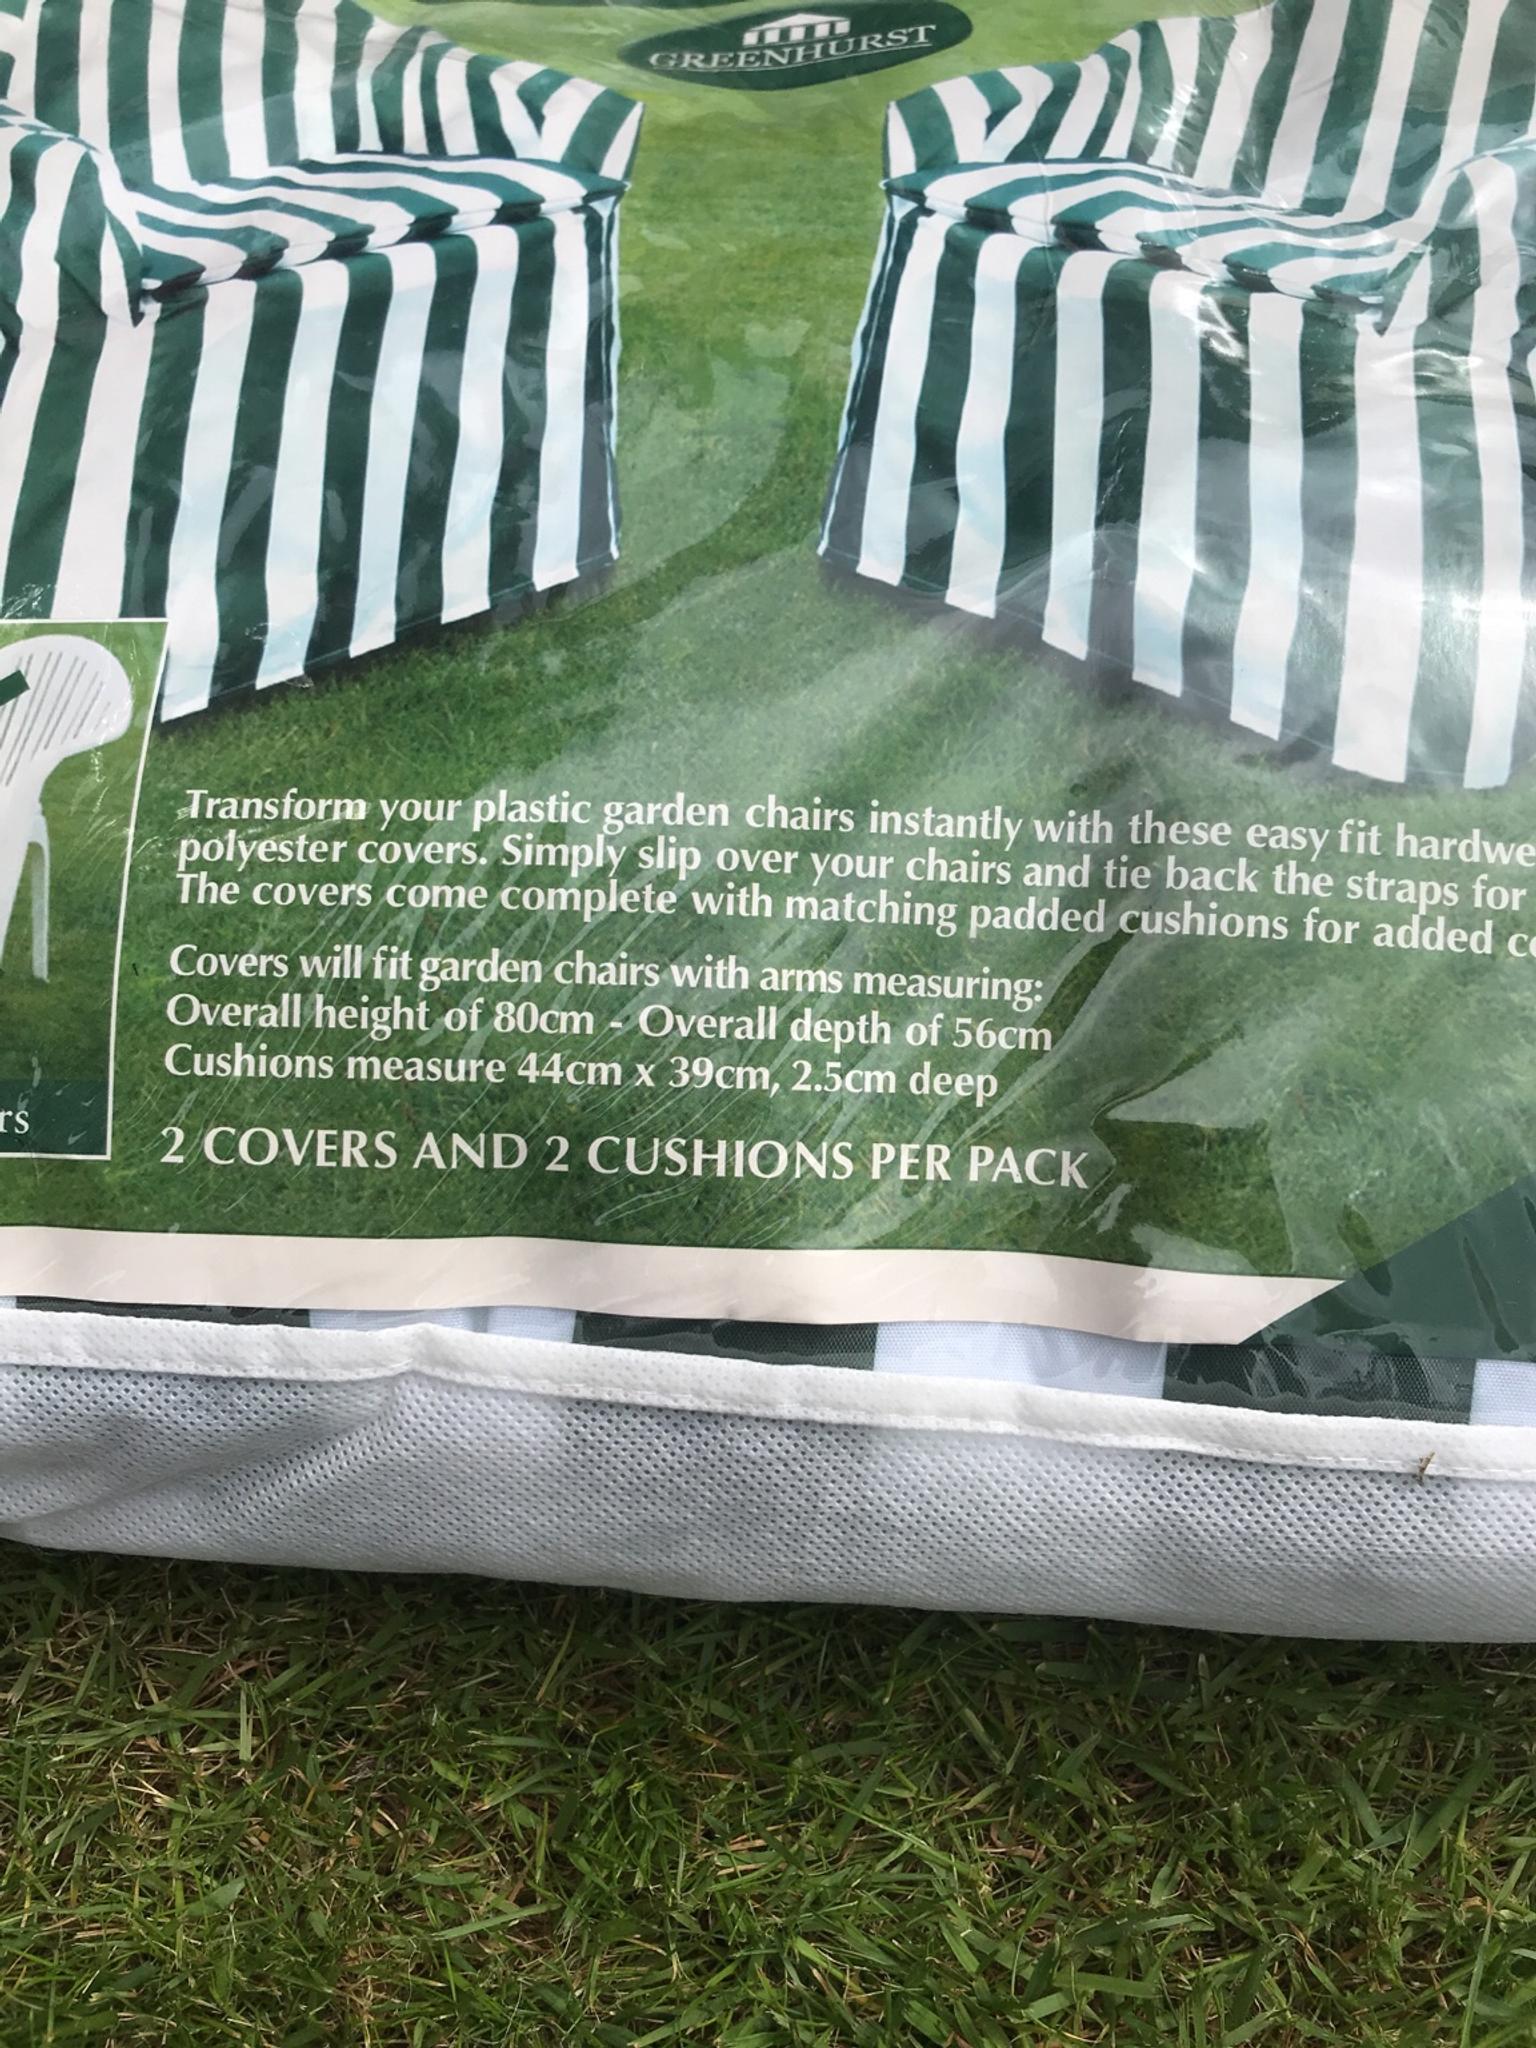 GREENHURST
Transform your plastic garden chairs instantly with these easy fit hardwe
polyester covers. Simply slip over your chairs and tie back the straps for
The covers come complete with matching padded cushions for added co
Covers will fit garden chairs with arms measuring:
Overall height of 80cm - Overall depth of 56cm
Cushions measure 44cm x 39cm, 2.5cm deep
rs
2 COVERS AND 2 CUSHIONS PER PACK